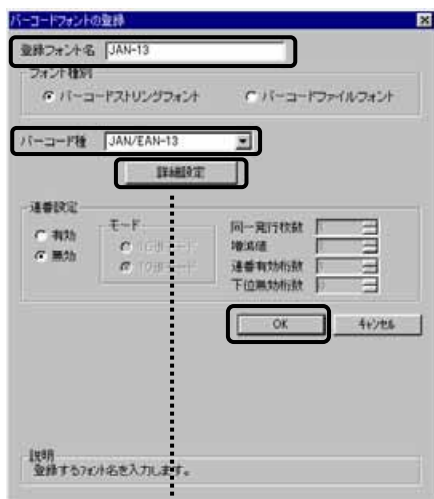 バーコードフォントの登録
登録フォント名 JAN-13
フォント種別
バーコードストリングフォント バーコードファイルフォント
バーコード種 JAN/EAN-13
詳細設定
連番設定
有効
無効
モード
同一発行枚数
増減値
連番有効桁数
下位無効桁数
OK キャンセル
説明
登録するフォント名を入力します。